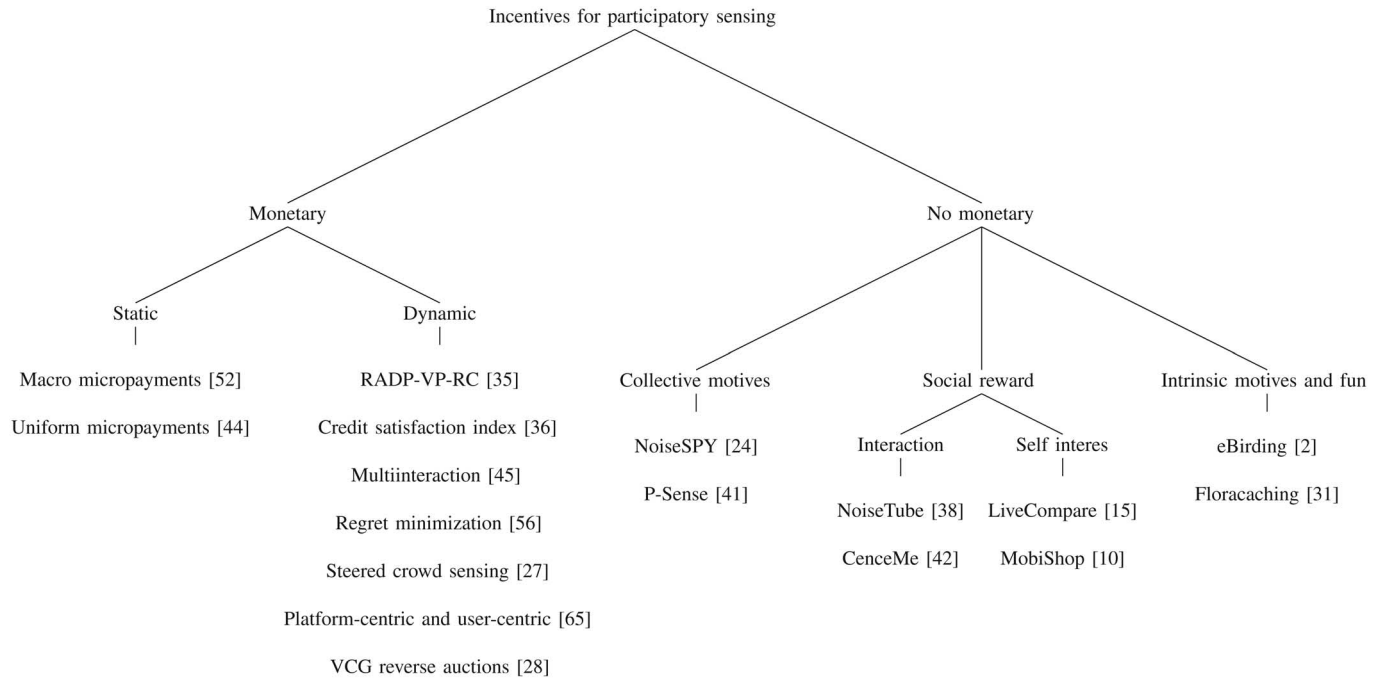 Incentives for participatory sensing
Monetary
No monetary
Static
Dynamic
Macro micropayments [52]
Uniform micropayments [44]
RADP-VP-RC [35]
Credit satisfaction index [36]
Multiinteraction [45]
Regret minimization [56]
Steered crowd sensing [27]
Platform-centric and user-centric [65]
VCG reverse auctions [28]
Collective motives
Social reward
Intrinsic motives and fun
NoiseSPY [24]
P-Sense [41]
Interaction
Self interes
NoiseTube [38]
CenceMe [42]
LiveCompare [15]
MobiShop [10]
eBirding [2]
Floracaching [31]